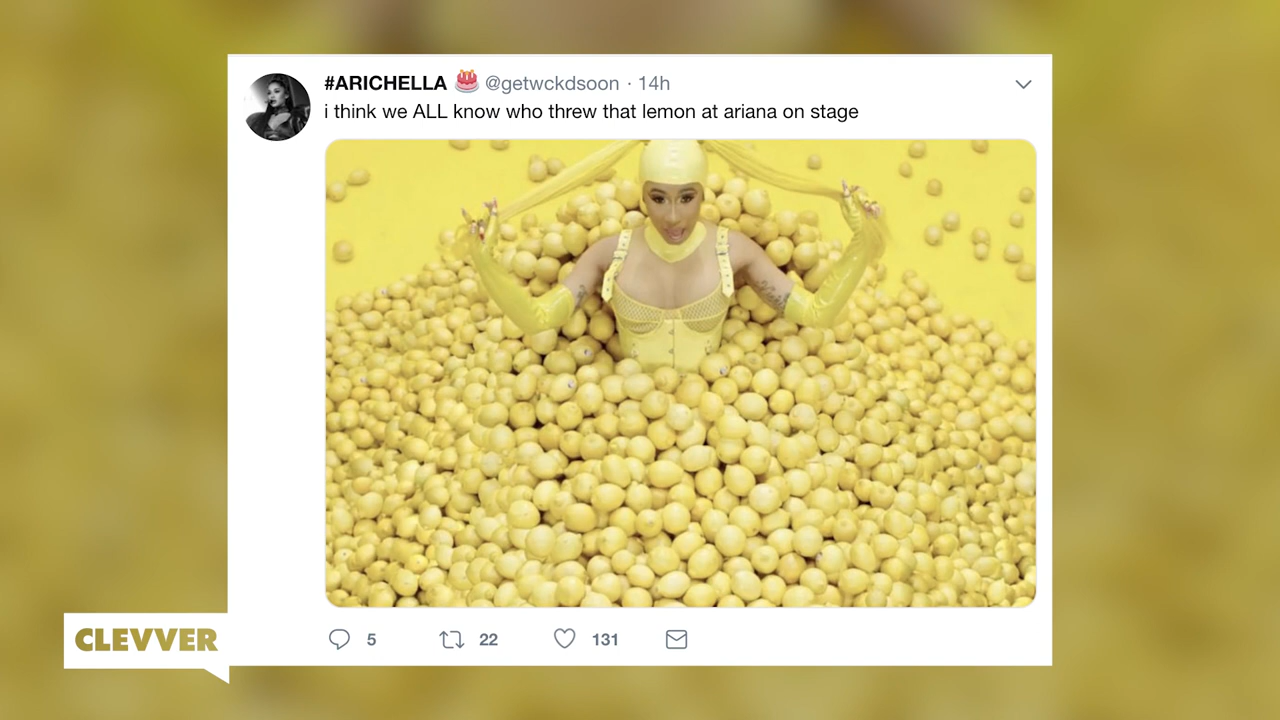 #ARICHELLA 🎂 @getwckdsoon · 14h
i think we ALL know who threw that lemon at ariana on stage
5 22 131
CLEVVER